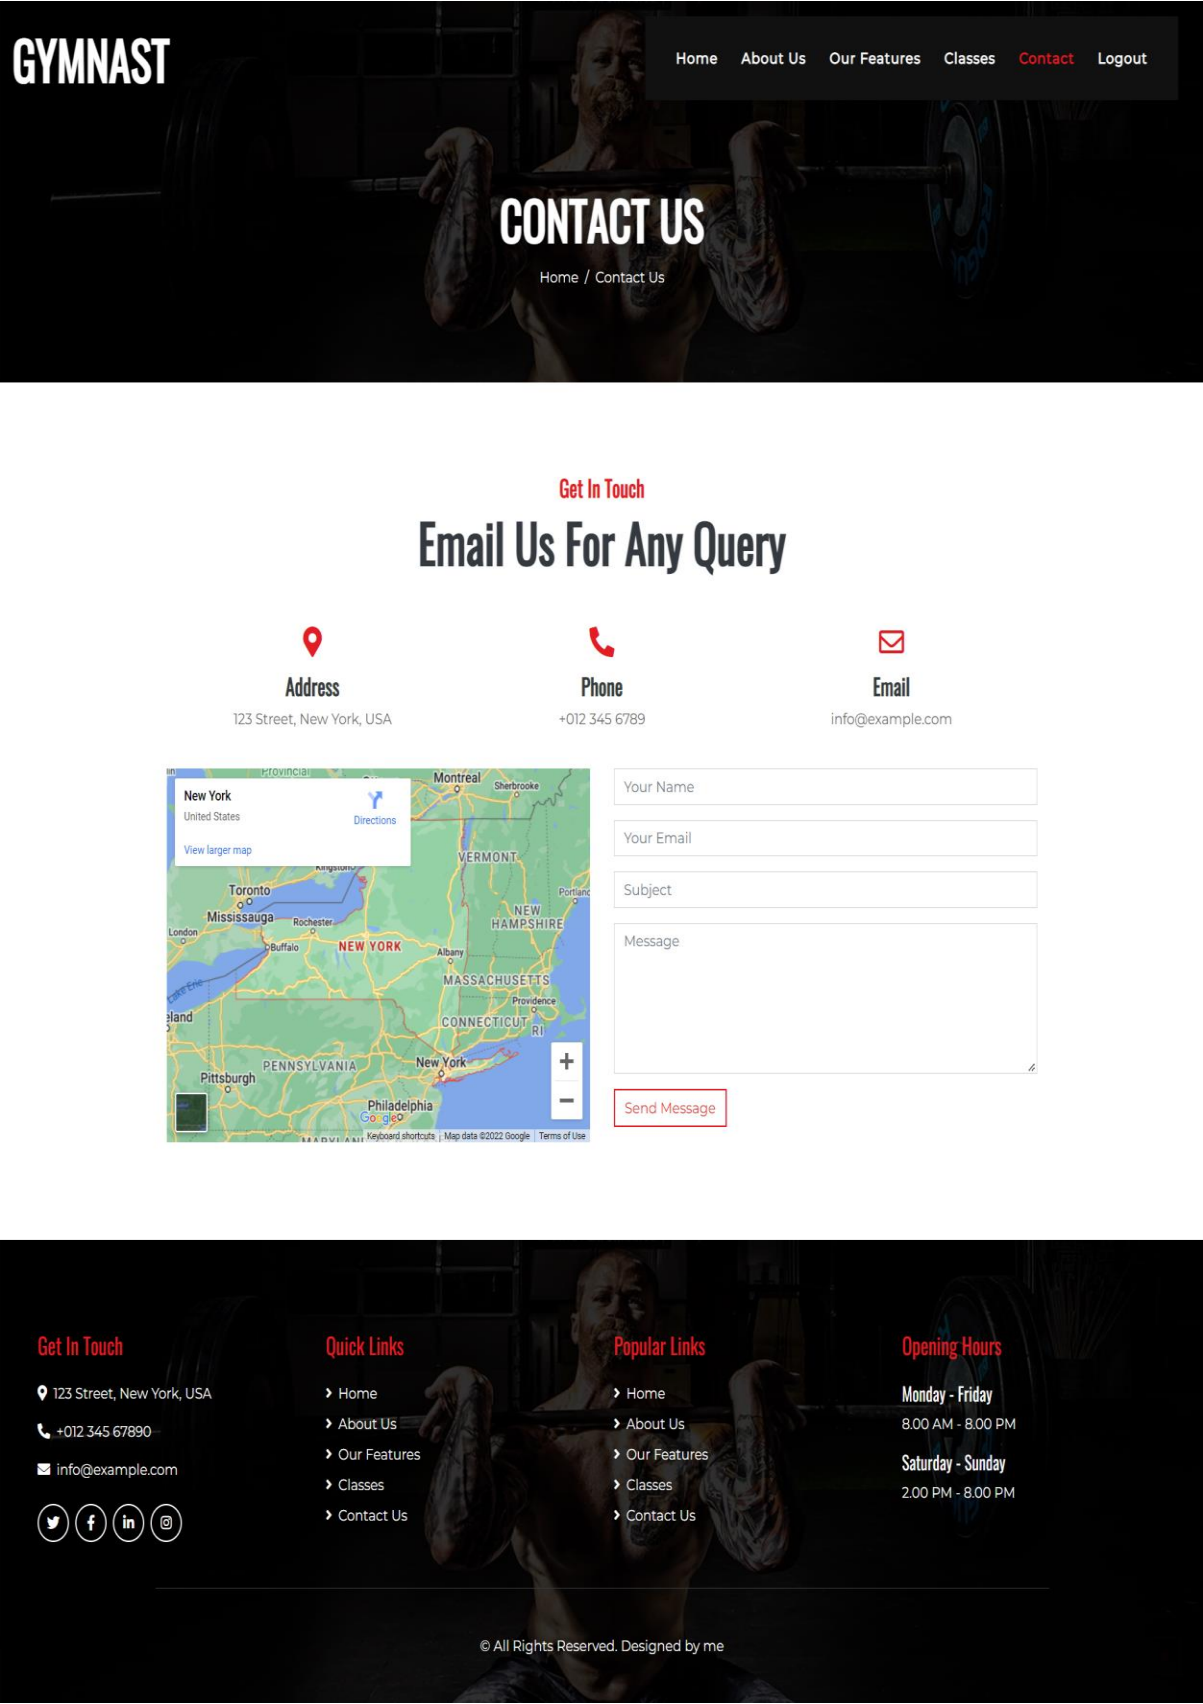 GYMNAST
Home About Us Our Features Classes Contact Logout
CONTACT US
Home / Contact Us
Get In Touch
Email Us For Any Query
Address
123 Street, New York, USA
Phone
+012 345 6789
Email
info@example.com
New York
United States
Directions
View larger map
Provincial
Montreal
Sherbrooke
Kingston
VERMONT
Toronto
Portland
Mississauga
NEW
HAMPSHIRE
Rochester
London
Buffalo
NEW YORK
Albany
MASSACHUSETTS
Lake Erie
Providence
eland
CONNECTICUT
RI
PENNSYLVANIA
New York
Pittsburgh
Philadelphia
Google
Keyboard shortcuts Map data ©2022 Google Terms of Use
Your Name
Your Email
Subject
Message
Send Message
Get In Touch
123 Street, New York, USA
+012 345 67890
info@example.com
Quick Links
Home
About Us
Our Features
Classes
Contact Us
Popular Links
Home
About Us
Our Features
Classes
Contact Us
Opening Hours
Monday - Friday
8.00 AM - 8.00 PM
Saturday - Sunday
2.00 PM - 8.00 PM
© All Rights Reserved. Designed by me